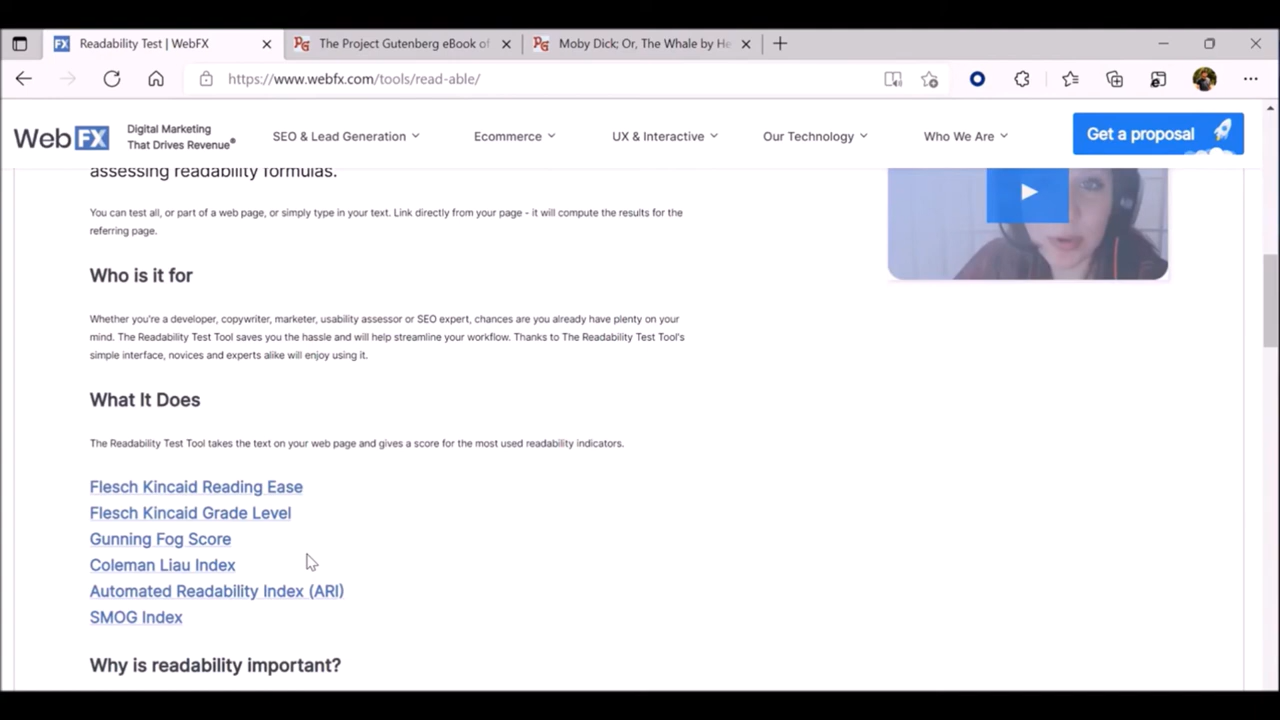 Readability Test | WebFX
The Project Gutenberg eBook of
Moby Dick; Or, The Whale by He
https://www.webfx.com/tools/read-able/
WebFX
Digital Marketing
That Drives Revenue®
SEO & Lead Generation
Ecommerce
UX & Interactive
Our Technology
Who We Are
Get a proposal
assessing readability formulas.
You can test all, or part of a web page, or simply type in your text. Link directly from your page - it will compute the results for the
referring page.
Who is it for
Whether you're a developer, copywriter, marketer, usability assessor or SEO expert, chances are you already have plenty on your
mind. The Readability Test Tool saves you the hassle and will help streamline your workflow. Thanks to The Readability Test Tool's
simple interface, novices and experts alike will enjoy using it.
What It Does
The Readability Test Tool takes the text on your web page and gives a score for the most used readability indicators.
Flesch Kincaid Reading Ease
Flesch Kincaid Grade Level
Gunning Fog Score
Coleman Liau Index
Automated Readability Index (ARI)
SMOG Index
Why is readability important?